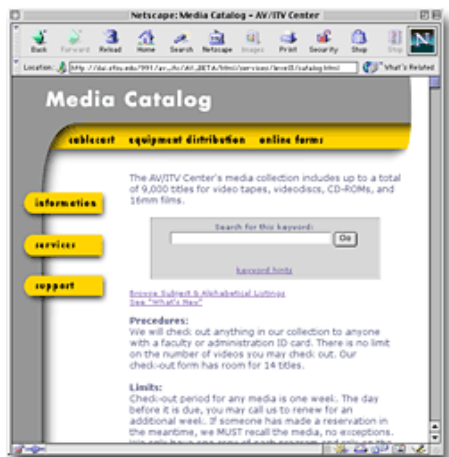 Netscape: Media Catalog - AV/ITV Center
Back Forward Reload Home Search Netscape Images Print Security Shop Stop
Location: What's Related
Media Catalog
cablecart equipment distribution online forms
The AV/ITV Center's media collection includes up to a total
of 9,000 titles for video tapes, videodiscs, CD-ROMs, and
16mm films.
information
Search for this keyword:
Go
services
keyword hints
support
Browse Subject & Alphabetical Listings
See "What's New"
Procedures:
We will check out anything in our collection to anyone
with a faculty or administration ID card. There is no limit
on the number of videos you may check out. Our
check-out form has room for 14 titles.
Limits:
Check-out period for any media is one week. The day
before it is due, you may call us to renew for an
additional week. If someone has made a reservation in
the meantime, we MUST recall the media, no exceptions.